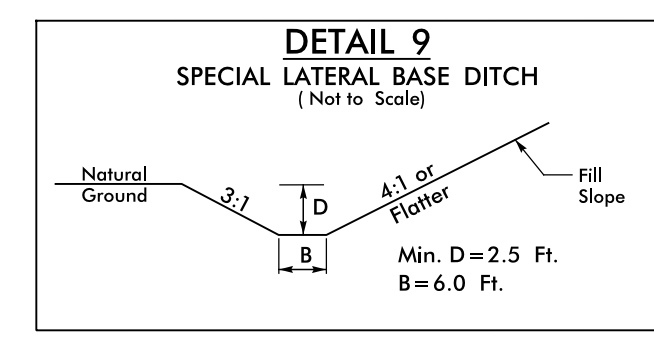 DETAIL 9
SPECIAL LATERAL BASE DITCH
( Not to Scale)
Natural
Ground
3:1
D
B
4:1 or
Flatter
Fill
Slope
Min. D=2.5 Ft.
B=6.0 Ft.